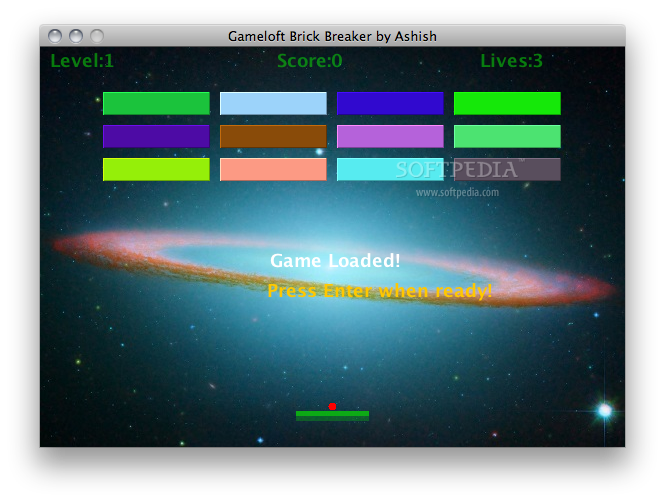 Gameloft Brick Breaker by Ashish
Level:1 Score:0 Lives:3
SOFTPEDIA™
www.softpedia.com
Game Loaded!
Press Enter when ready!